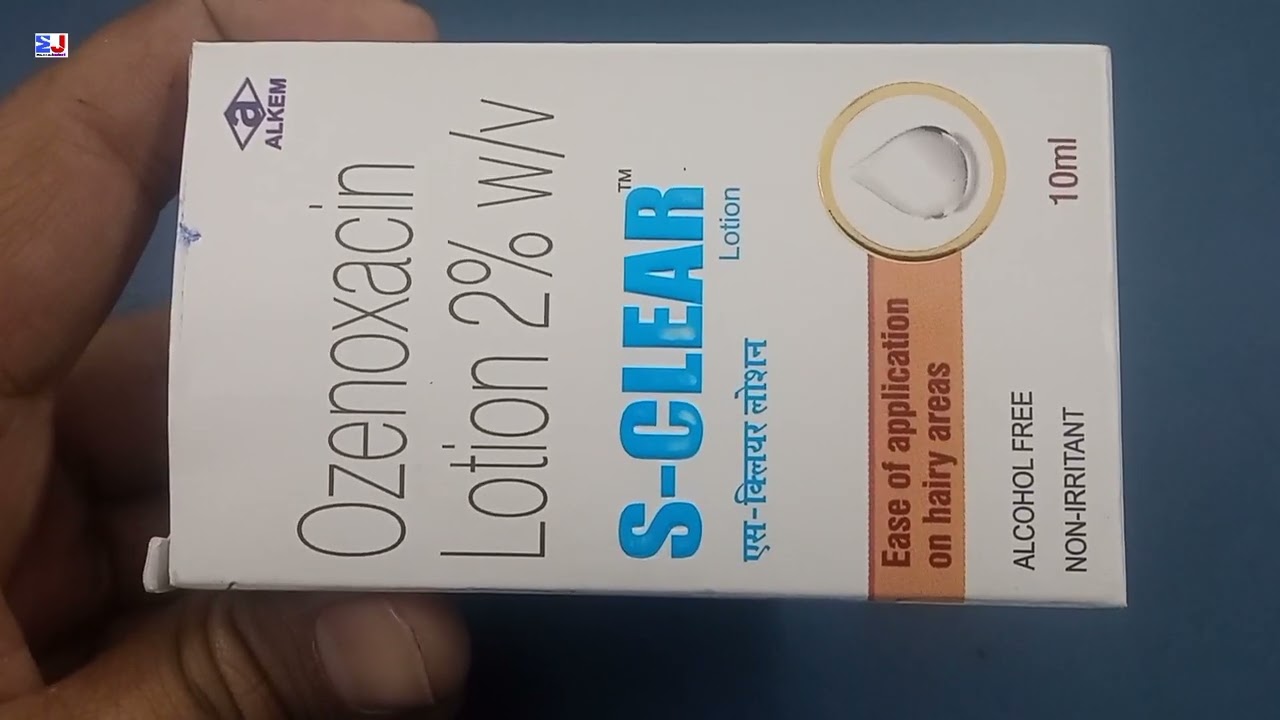 MJ
ALKEM
Ozenoxacin
Lotion 2% w/v
S-CLEAR™
Lotion
एस-क्लियर लोशन
Ease of application
on hairy areas
ALCOHOL FREE
NON-IRRITANT
10ml